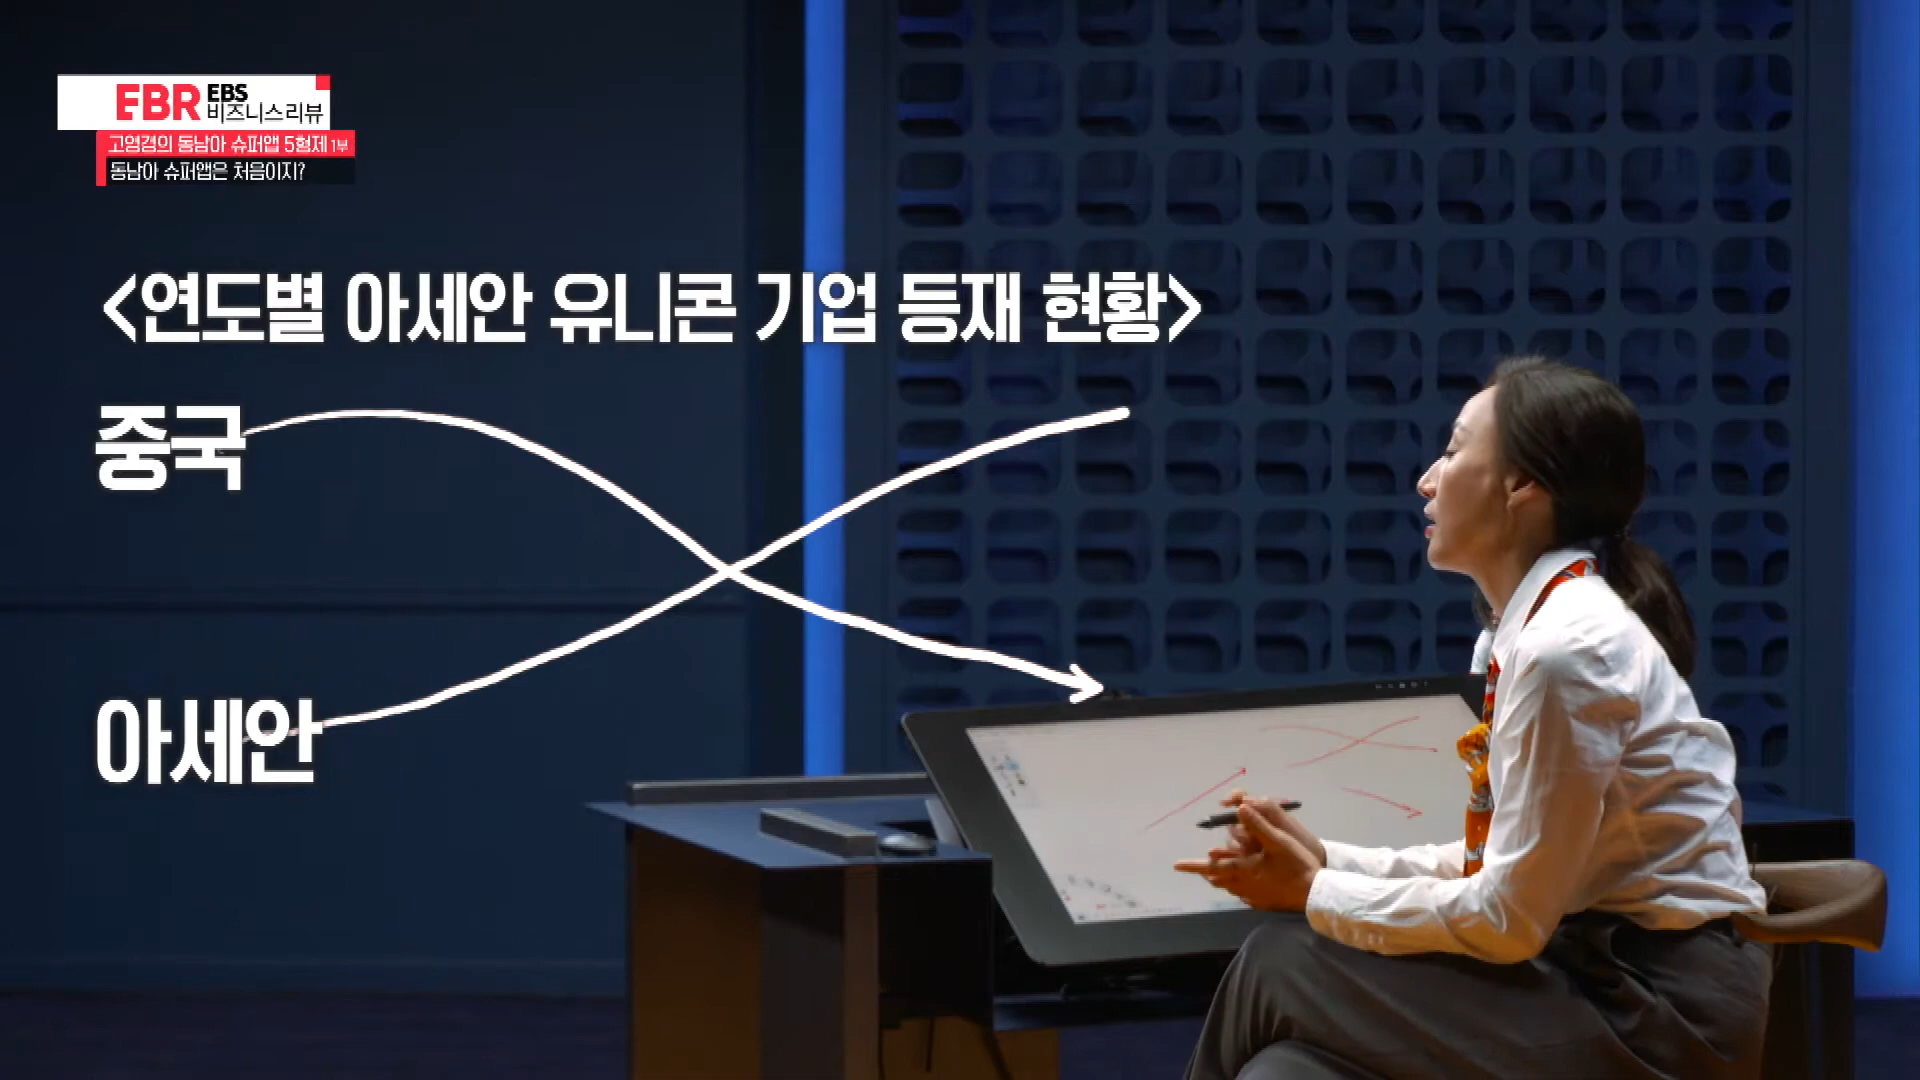 EBR EBS
비즈니스리뷰
고영경의 동남아 슈퍼앱 5형제 1부
동남아 슈퍼앱은 처음이지?
<연도별 아세안 유니콘 기업 등재 현황>
중국
아세안